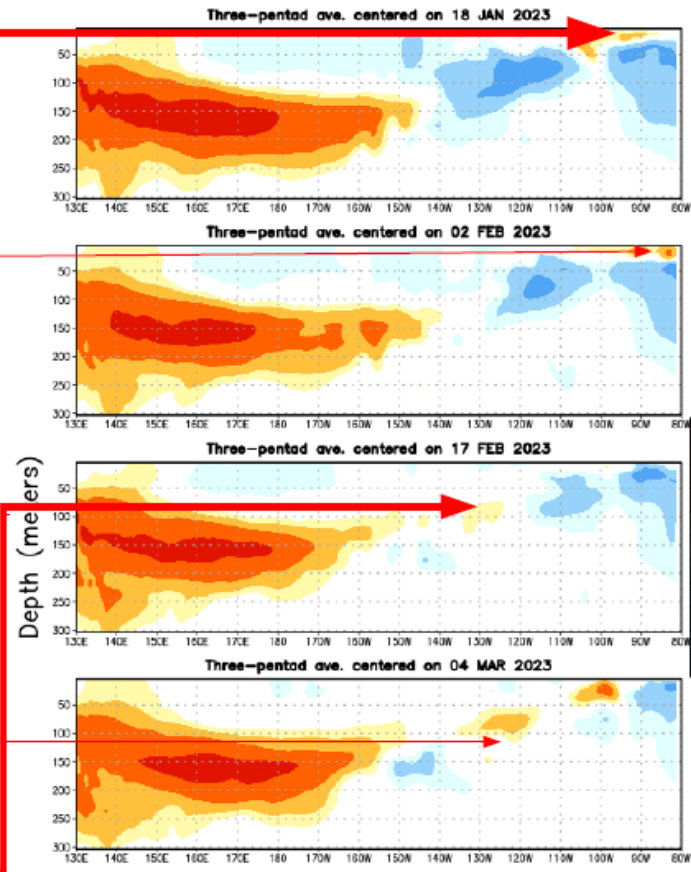 Three-pentad ave. centered on 18 JAN 2023
50
100
150
200
250
300
130E 140E 150E 160E 170E 180 170W 160W 150W 140W 130W 120W 110W 100W 90W 80W
Three-pentad ave. centered on 02 FEB 2023
50
100
150
200
250
300
130E 140E 150E 160E 170E 180 170W 160W 150W 140W 130W 120W 110W 100W 90W 80W
Three-pentad ave. centered on 17 FEB 2023
Depth (meters)
50
100
150
200
250
300
130E 140E 150E 160E 170E 180 170W 160W 150W 140W 130W 120W 110W 100W 90W 80W
Three-pentad ave. centered on 04 MAR 2023
50
100
150
200
250
300
130E 140E 150E 160E 170E 180 170W 160W 150W 140W 130W 120W 110W 100W 90W 80W